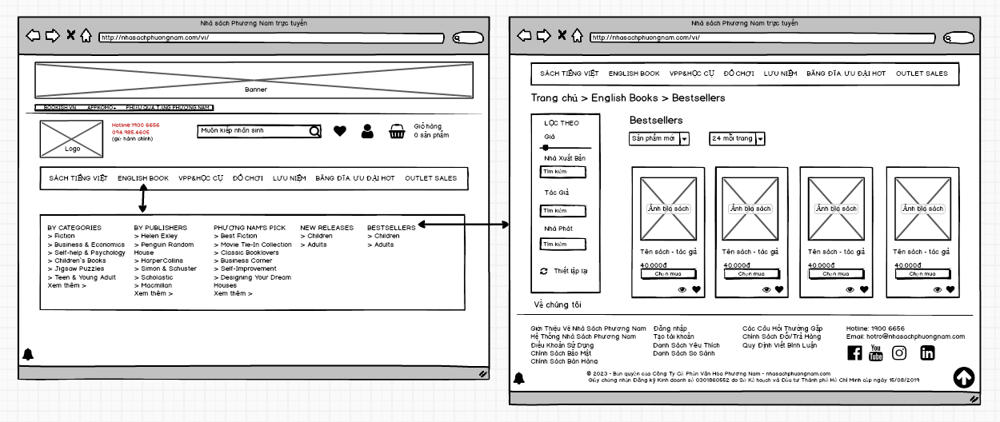 Nhà sách Phương Nam trực tuyến
http://nhasachphuongnam.com/vi/
Banner
BOOKISH.VN APPKOMO+ PHIẾU QUÀ TẶNG PHƯƠNG NAM
Logo
Hotline:1900 6656
094.985.4605
(giờ hành chính)
Muôn kiếp nhân sinh
Giỏ hàng
0 sản phẩm
SÁCH TIẾNG VIỆT ENGLISH BOOK VPP&HỌC CỤ ĐỒ CHƠI LƯU NIỆM BĂNG ĐĨA. ƯU ĐẠI HOT OUTLET SALES
BY CATEGORIES
> Fiction
> Business & Economics
> Self-help & Psychology
> Children's Books
> Jigsaw Puzzles
> Teen & Young Adult
Xem thêm >
BY PUBLISHERS
> Helen Exley
> Penguin Random
House
> HarperCollins
> Simon & Schuster
> Scholastic
> Macmillan
Xem thêm >
PHƯƠNG NAM'S PICK
> Best Fiction
> Movie Tie-In Collection
> Classic Booklovers
> Business Corner
> Self-Improvement
> Designing Your Dream
Houses
Xem thêm >
NEW RELEASES
> Children
> Adults
BESTSELLERS
> Children
> Adults
Nhà sách Phương Nam trực tuyến
http://nhasachphuongnam.com/vi/
SÁCH TIẾNG VIỆT ENGLISH BOOK VPP&HỌC CỤ ĐỒ CHƠI LƯU NIỆM BĂNG ĐĨA. ƯU ĐẠI HOT OUTLET SALES
Trang chủ > English Books > Bestsellers
LỌC THEO
Giá
Nhà Xuất Bản
Tìm kiếm
Tác Giả
Tìm kiếm
Nhà Phát
Tìm kiếm
Thiết lập lại
Bestsellers
Sản phẩm mới 24 mỗi trang
Ảnh bìa sách Ảnh bìa sách Ảnh bìa sách Ảnh bìa sách
Tên sách - tác giả Tên sách - tác giả Tên sách - tác giả Tên sách - tác giả
40.000đ 40.000đ 40.000đ 40.000đ
Chọn mua Chọn mua Chọn mua Chọn mua
Về chúng tôi
Giới Thiệu Về Nhà Sách Phương Nam
Hệ Thống Nhà Sách Phương Nam
Điều Khoản Sử Dụng
Chính Sách Bảo Mật
Chính Sách Bán Hàng
Đăng nhập
Tạo tài khoản
Danh Sách Yêu Thích
Danh Sách So Sánh
Các Câu Hỏi Thường Gặp
Chính Sách Đổi/Trả Hàng
Quy Định Viết Bình Luận
Hotline: 1900 6656
Email: hotro@nhasachphuongnam.com
You
Tube
in
© 2023 - Bản quyền của Công Ty Cổ Phần Văn Hóa Phương Nam - nhasachphuongnam.com
Giấy chứng nhận Đăng ký Kinh doanh số 0301860552 do Sở Kế hoạch và Đầu tư Thành phố Hồ Chí Minh cấp ngày 15/08/2019